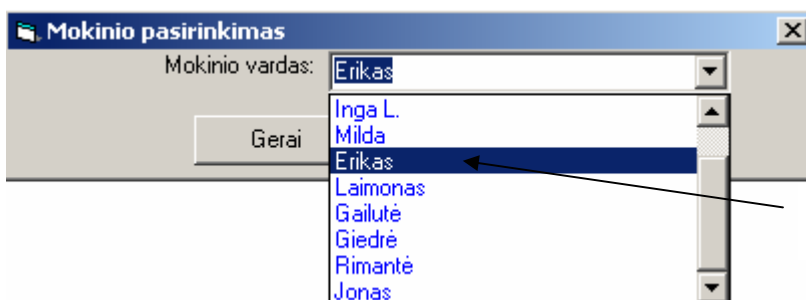 Mokinio pasirinkimas
Mokinio vardas: Erikas
Inga L.
Gerai
Milda
Erikas
Laimonas
Gailutė
Giedrė
Rimantė
Jonas